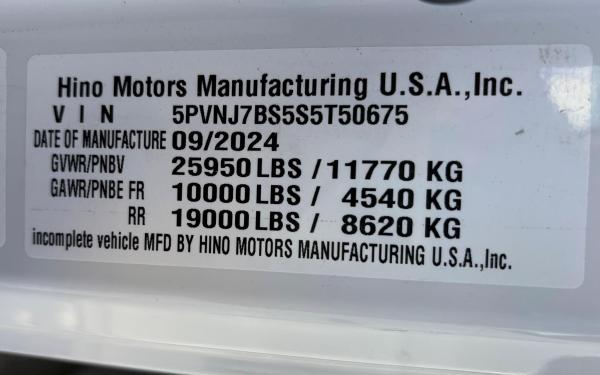 Hino Motors Manufacturing U.S.A.,Inc.
VIN 5PVNJ7BS5S5T50675
DATE OF MANUFACTURE 09/2024
GVWR/PNBV 25950 LBS / 11770 KG
GAWR/PNBE FR 10000 LBS / 4540 KG
RR 19000 LBS / 8620 KG
incomplete vehicle MFD BY HINO MOTORS MANUFACTURING U.S.A.,Inc.